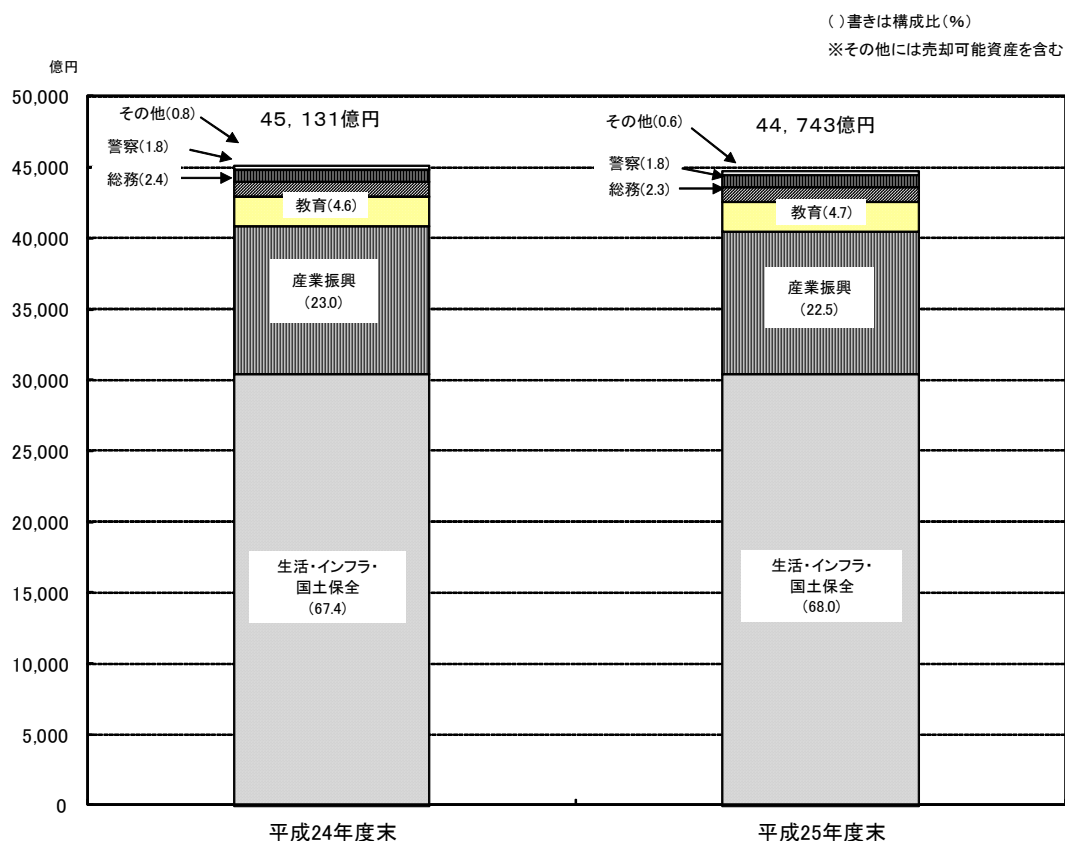 ( )書きは構成比(%)
※その他には売却可能資産を含む
億円
50,000
45,000
40,000
35,000
30,000
25,000
20,000
15,000
10,000
5,000
0
その他(0.8)
45, 131億円
警察(1.8)
総務(2.4)
教育(4.6)
産業振興
(23.0)
生活・インフラ・
国土保全
(67.4)
平成24年度末
その他(0.6)
44, 743億円
警察(1.8)
総務(2.3)
教育(4.7)
産業振興
(22.5)
生活・インフラ・
国土保全
(68.0)
平成25年度末